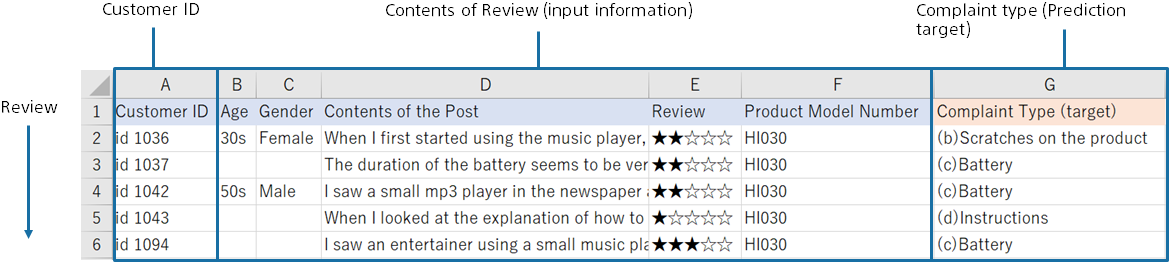 Customer ID
Contents of Review (input information)
Complaint type (Prediction
target)
Review
A B C D E F G
1 Customer ID Age Gender Contents of the Post Review Product Model Number Complaint Type (target)
2 id 1036 30s Female When I first started using the music player, ★★☆☆☆ HI030 (b)Scratches on the product
3 id 1037 The duration of the battery seems to be ver ★★☆☆☆ HI030 (c)Battery
4 id 1042 50s Male I saw a small mp3 player in the newspaper ★★☆☆☆ HI030 (c)Battery
5 id 1043 When I looked at the explanation of how to ★☆☆☆☆ HI030 (d)Instructions
6 id 1094 I saw an entertainer using a small music pla ★★★☆☆ HI030 (c)Battery